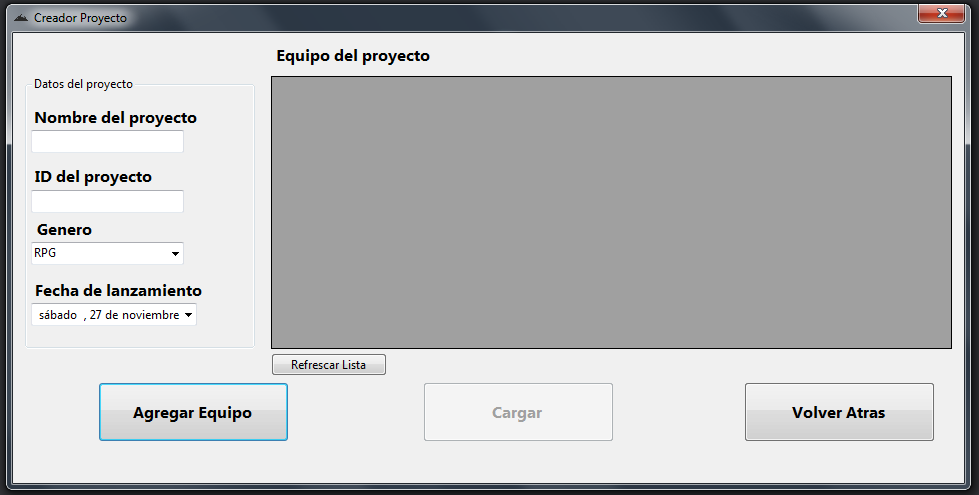 Creador Proyecto
Equipo del proyecto
Datos del proyecto
Nombre del proyecto
ID del proyecto
Genero
RPG
Fecha de lanzamiento
sábado , 27 de noviembre
Refrescar Lista
Agregar Equipo
Cargar
Volver Atras